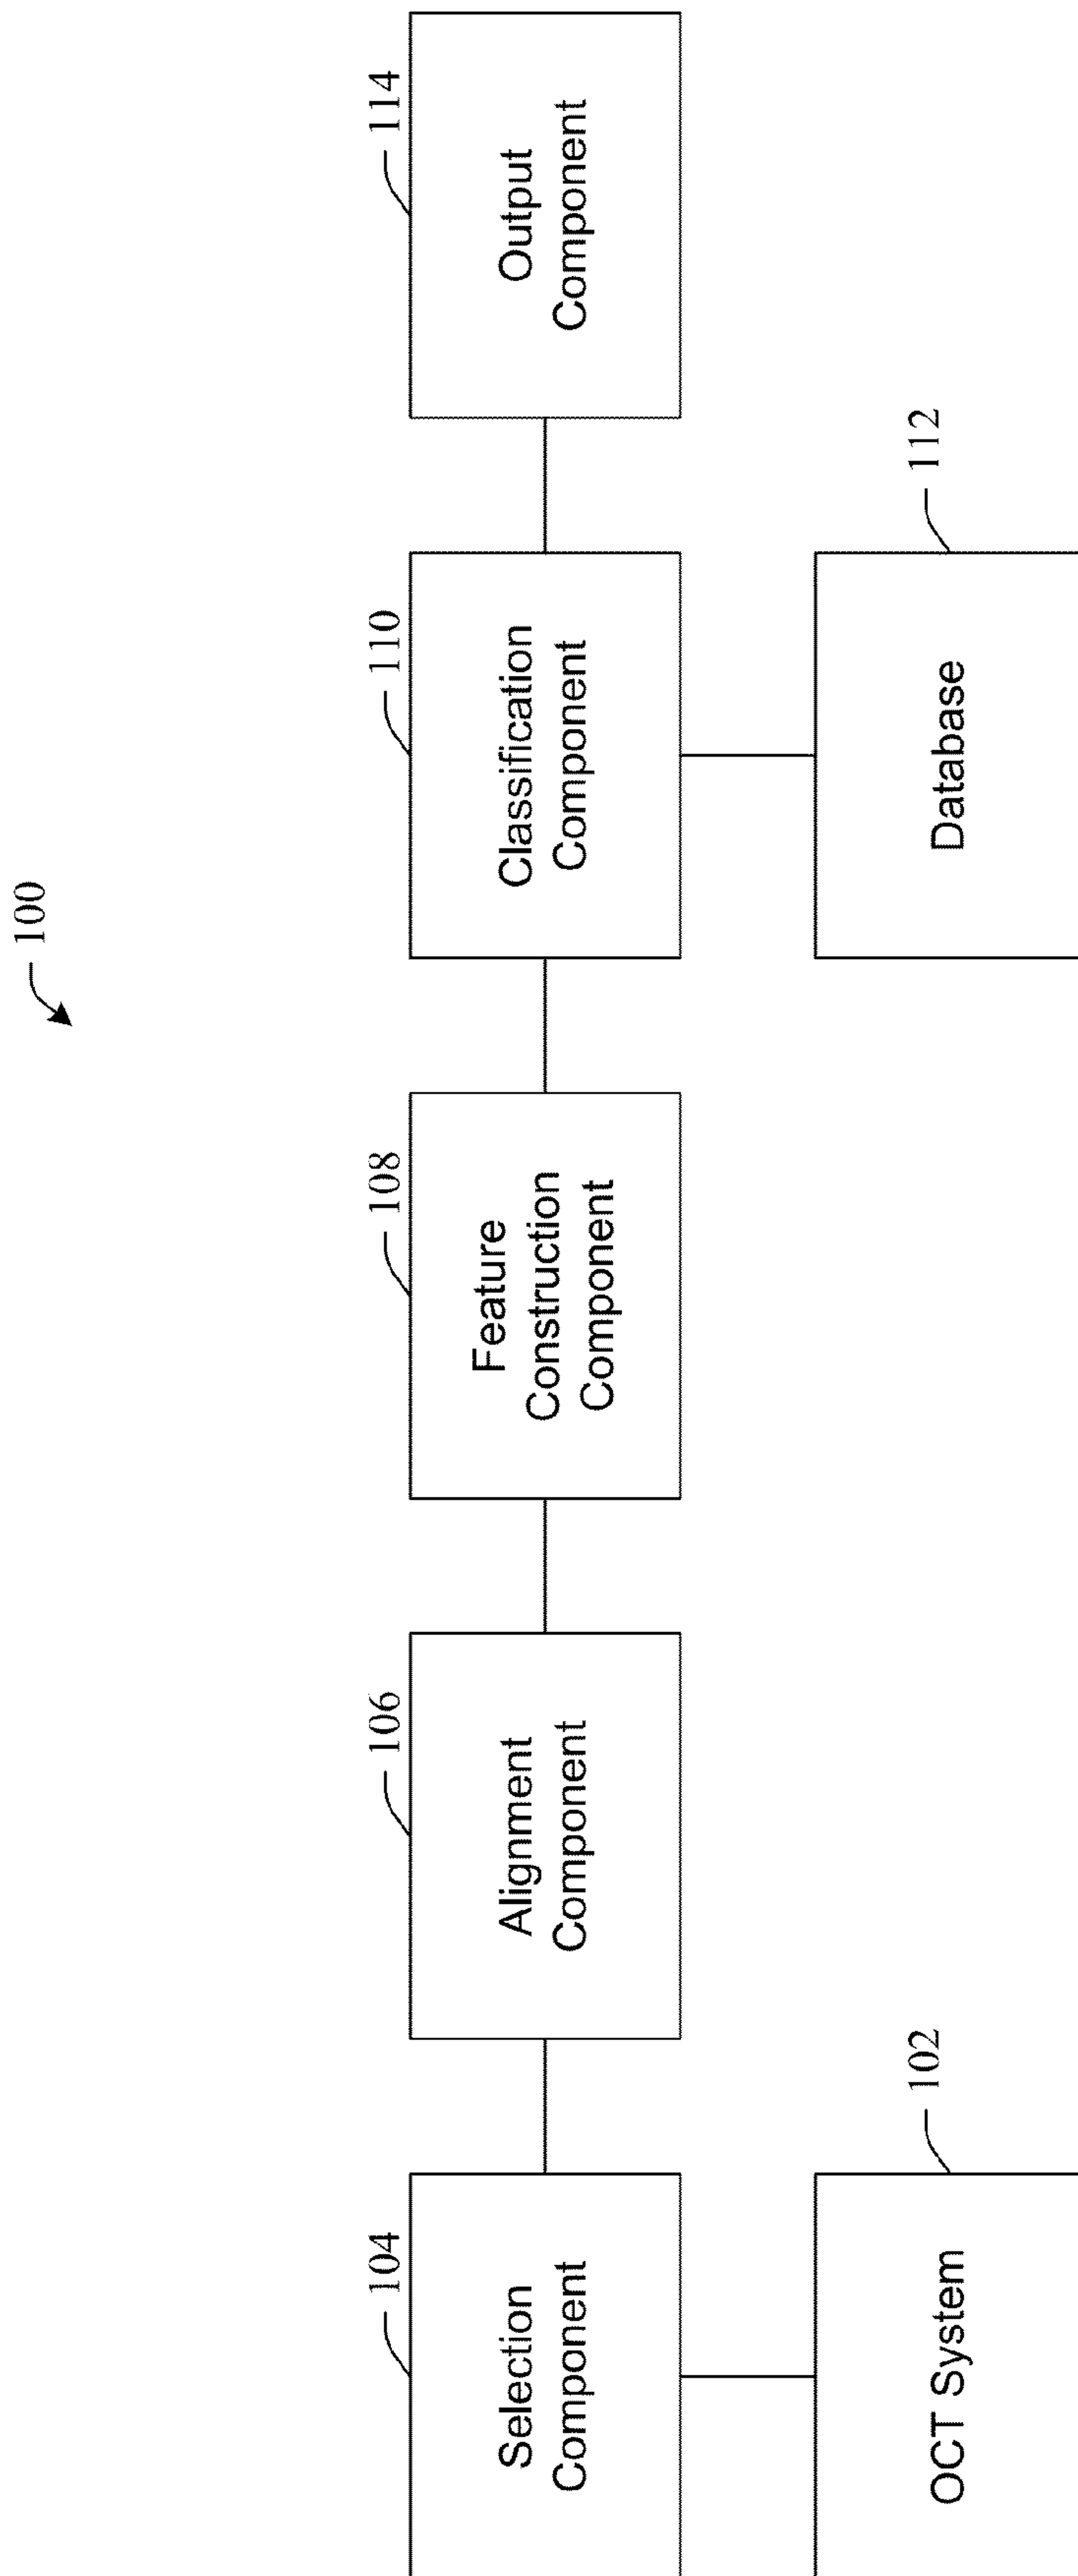 100
104
Selection
Component
106
Alignment
Component
108
Feature
Construction
Component
110
Classification
Component
114
Output
Component
102
OCT System
112
Database